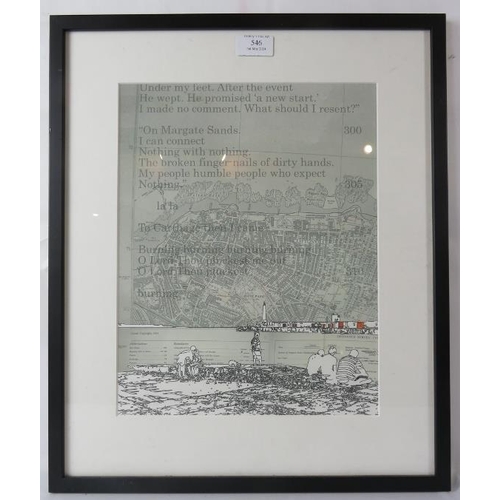 546
Under my feet. After the event
He wept. He promised 'a new start.'
I made no comment. What should I resent?"
"On Margate Sands. 300
I can connect
Nothing with nothing.
The broken finger nails of dirty hands.
My people humble people who expect
Nothing." 305
la la
To Carthage then I came
Burning burning burning burning
O Lord Thou pluckest me out
O Lord Thou pluckest 310
burning